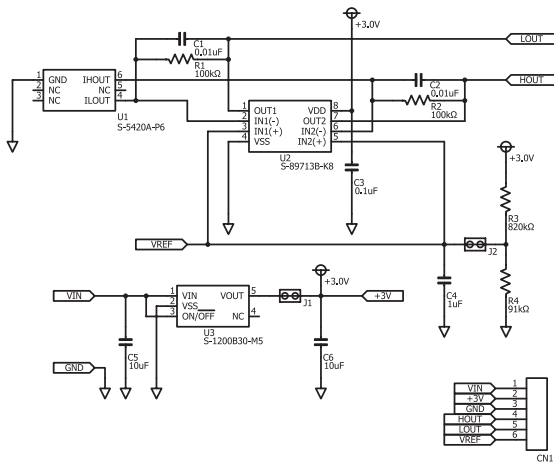 +3.0V
LOUT
C1
0.01uF
R1
100kΩ
HOUT
1 GND IHOUT 6
2 NC NC 5
3 NC ILOUT 4
U1
S-5420A-P6
C2
0.01uF
R2
100kΩ
1 OUT1 VDD 8
2 IN1(-) OUT2 7
3 IN1(+) IN2(-) 6
4 VSS IN2(+) 5
U2
S-89713B-K8
C3
0.1uF
+3.0V
R3
820kΩ
VREF
J2
R4
91kΩ
C4
1uF
VIN
1 VIN VOUT 5
2 VSS
3 ON/OFF NC 4
U3
S-1200B30-M5
J1
+3.0V
+3V
C5
10uF
C6
10uF
GND
VIN 1
+3V 2
GND 3
HOUT 4
LOUT 5
VREF 6
CN1